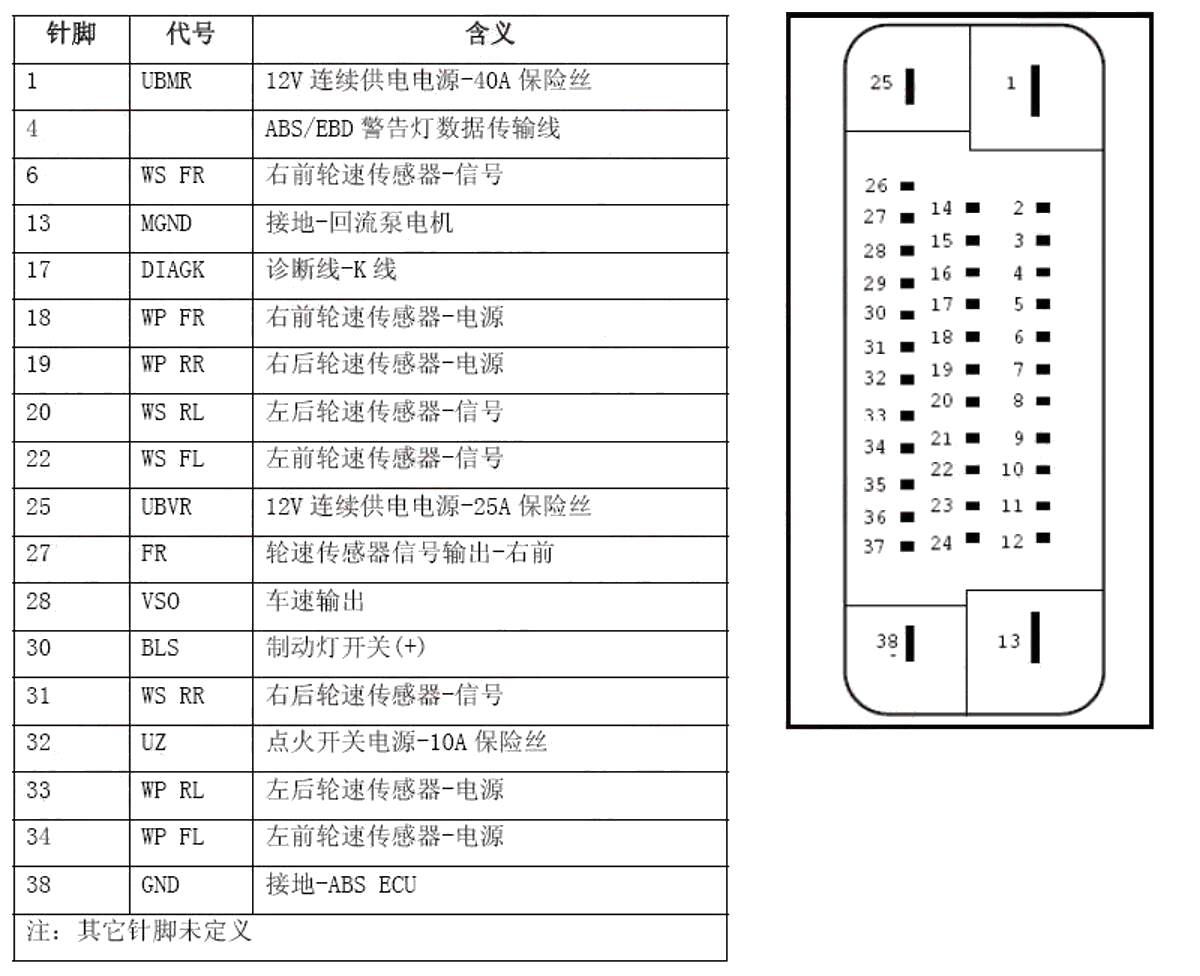 针脚 代号 含义
1 UBMR 12V 连续供电电源-40A 保险丝
4 ABS/EBD 警告灯数据传输线
6 WS FR 右前轮速传感器-信号
13 MGND 接地-回流泵电机
17 DIAGK 诊断线-K 线
18 WP FR 右前轮速传感器-电源
19 WP RR 右后轮速传感器-电源
20 WS RL 左后轮速传感器-信号
22 WS FL 左前轮速传感器-信号
25 UBVR 12V 连续供电电源-25A 保险丝
27 FR 轮速传感器信号输出-右前
28 VSO 车速输出
30 BLS 制动灯开关(+)
31 WS RR 右后轮速传感器-信号
32 UZ 点火开关电源-10A 保险丝
33 WP RL 左后轮速传感器-电源
34 WP FL 左前轮速传感器-电源
38 GND 接地-ABS ECU
注: 其它针脚未定义
25 1
26
27 14 2
28 15 3
29 16 4
30 17 5
31 18 6
32 19 7
33 20 8
34 21 9
35 22 10
36 23 11
37 24 12
38 13